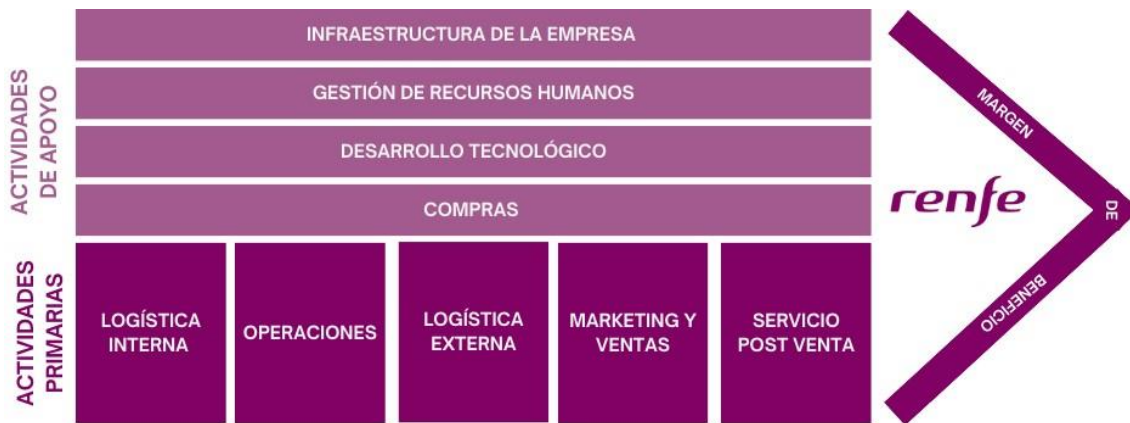 ACTIVIDADES
DE APOYO
INFRAESTRUCTURA DE LA EMPRESA
GESTIÓN DE RECURSOS HUMANOS
DESARROLLO TECNOLÓGICO
COMPRAS
ACTIVIDADES
PRIMARIAS
LOGÍSTICA
INTERNA
OPERACIONES
LOGÍSTICA
EXTERNA
MARKETING Y
VENTAS
SERVICIO
POST VENTA
renfe
MARGEN
DE
BENEFICIO